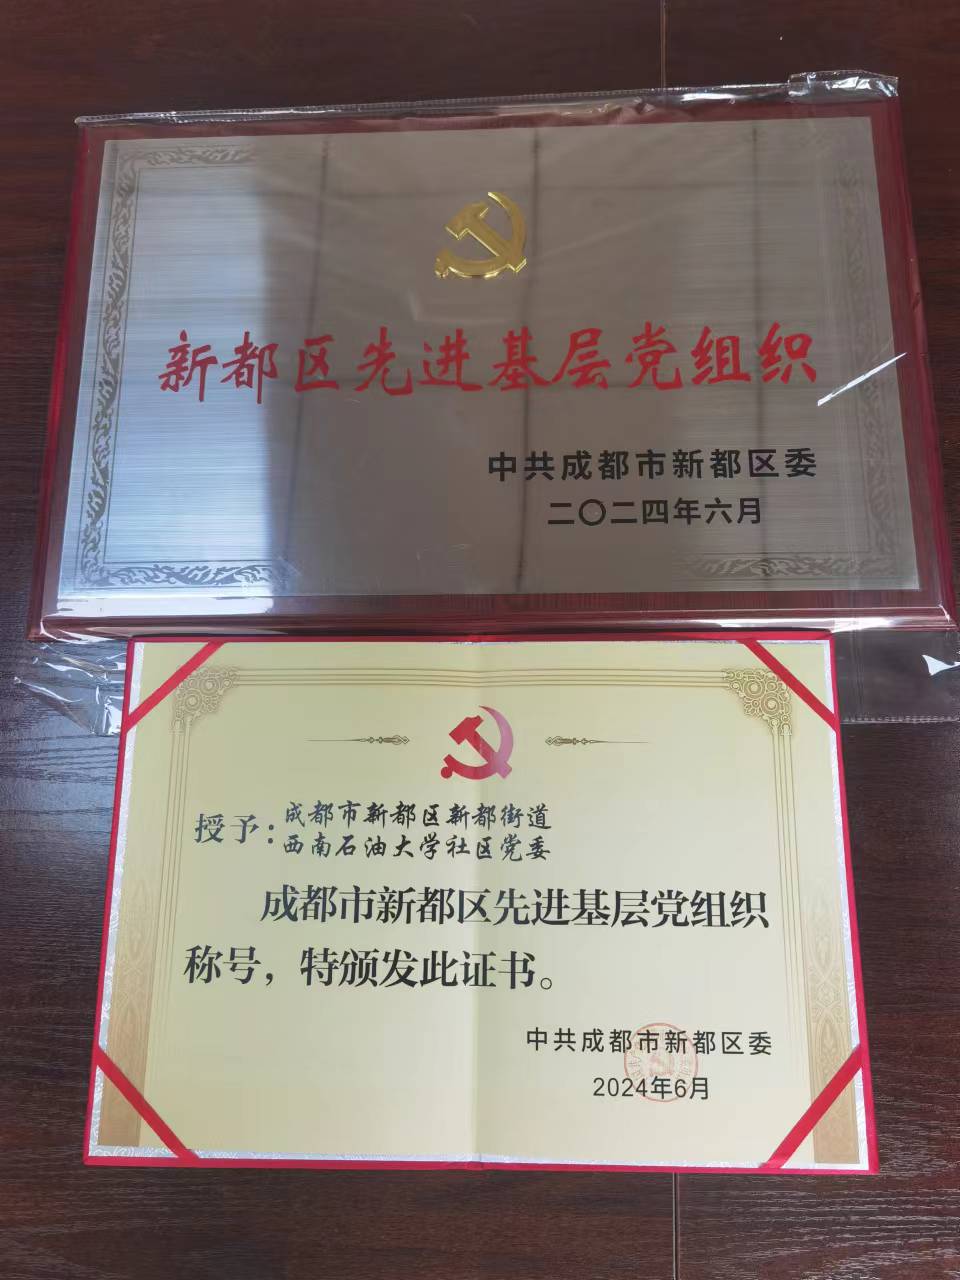 新都区先进基层党组织
中共成都市新都区委
二〇二四年六月
授予：成都市新都区新都街道
西南石油大学社区党委
成都市新都区先进基层党组织
称号，特颁发此证书。
中共成都市新都区委
2024年6月